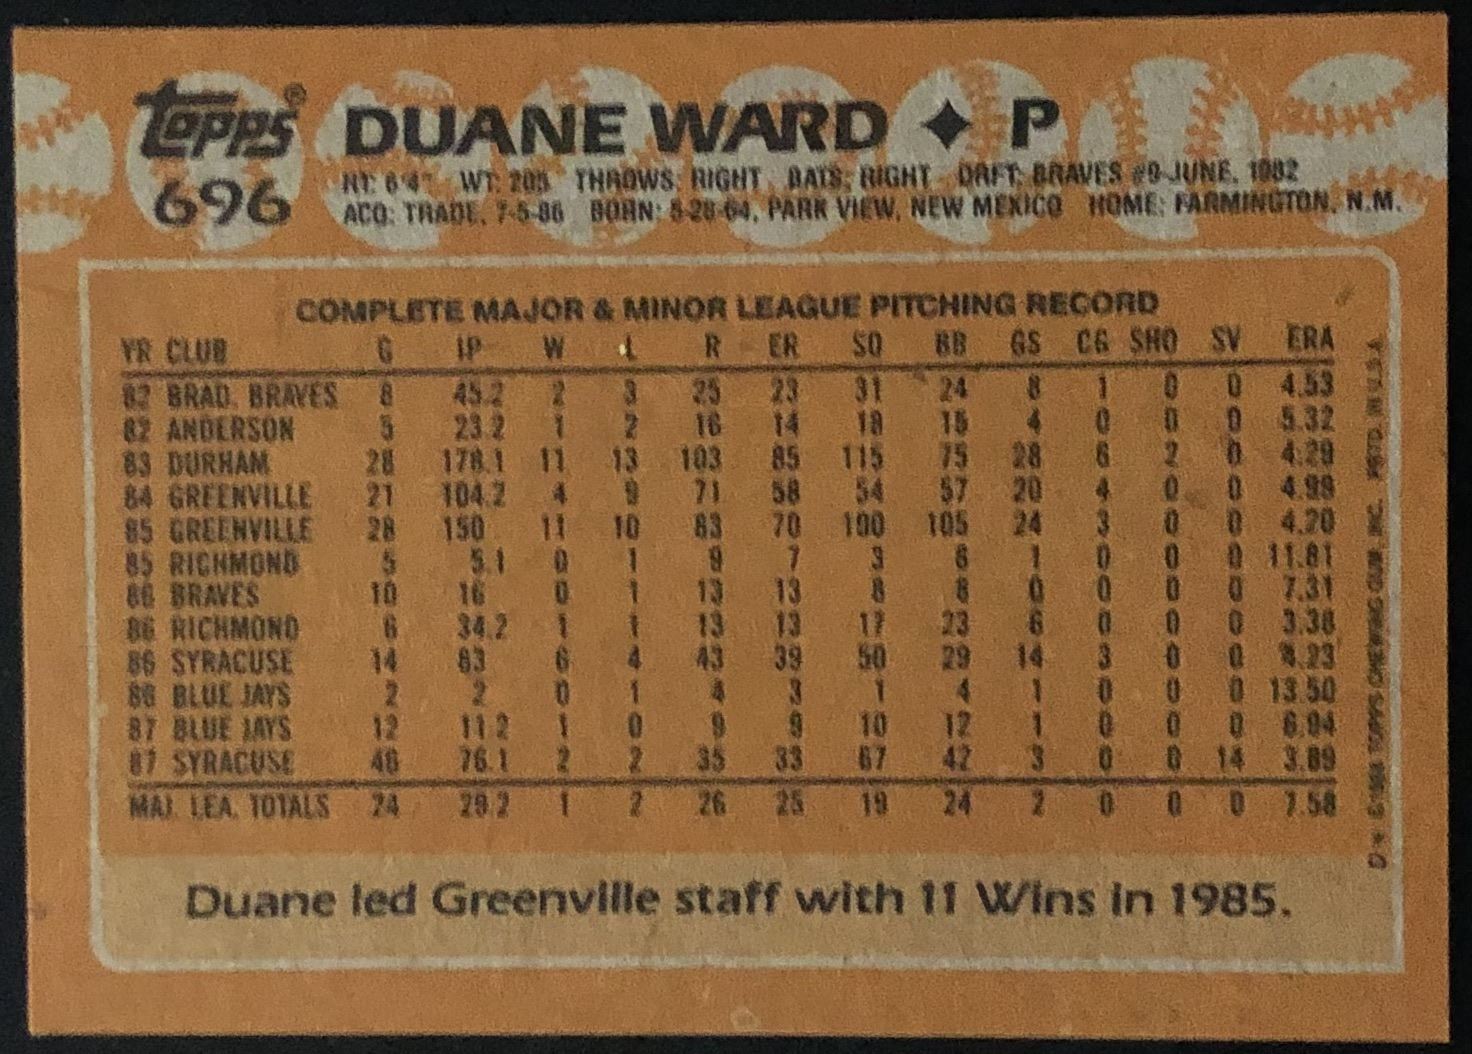 topps® DUANE WARD ✦ P
696 HT: 6'4" WT: 205 THROWS: RIGHT BATS: RIGHT DRFT: BRAVES #9-JUNE, 1982
ACQ: TRADE, 7-5-86 BORN: 5-28-64, PARK VIEW, NEW MEXICO HOME: FARMINGTON, N.M.
COMPLETE MAJOR & MINOR LEAGUE PITCHING RECORD
YR CLUB G IP W L R ER SO BB GS CG SHO SV ERA
82 BRAD. BRAVES 8 45.2 2 3 25 23 31 24 8 1 0 0 4.53
82 ANDERSON 5 23.2 1 2 16 14 18 15 4 0 0 0 5.32
83 DURHAM 28 178.1 11 13 103 85 115 75 28 6 2 0 4.29
84 GREENVILLE 21 104.2 4 9 71 58 54 57 20 4 0 0 4.99
85 GREENVILLE 28 150 11 10 83 70 100 105 24 3 0 0 4.20
85 RICHMOND 5 5.1 0 1 9 7 3 8 1 0 0 0 11.81
86 BRAVES 10 16 0 1 13 13 8 8 0 0 0 0 7.31
86 RICHMOND 6 34.2 1 1 13 13 17 23 6 0 0 0 3.38
86 SYRACUSE 14 83 6 4 43 39 50 29 14 3 0 0 4.23
86 BLUE JAYS 2 2 0 1 4 3 1 4 1 0 0 0 13.50
87 BLUE JAYS 12 11.2 1 0 9 9 10 12 1 0 0 0 6.94
87 SYRACUSE 46 76.1 2 2 35 33 67 42 3 0 0 14 3.89
MAJ. LEA. TOTALS 24 29.2 1 2 26 25 19 24 2 0 0 0 7.58
Duane led Greenville staff with 11 Wins in 1985.
D * ©1988 TOPPS CHEWING GUM, INC. PRTD. IN U.S.A.